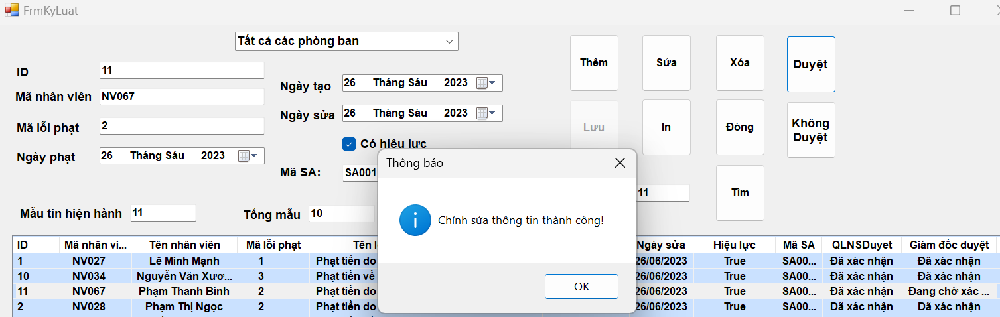 FrmKyLuat
Tất cả các phòng ban
Thêm
Sửa
Xóa
Duyệt
ID 11
Mã nhân viên NV067
Mã lỗi phạt 2
Ngày phạt 26 Tháng Sáu 2023
Ngày tạo 26 Tháng Sáu 2023
Ngày sửa 26 Tháng Sáu 2023
Có hiệu lực
Mã SA: SA001
Lưu
In
Đóng
Không
Duyệt
11
Tìm
Mẫu tin hiện hành 11
Tổng mẫu 10
Thông báo
Chỉnh sửa thông tin thành công!
OK
ID Mã nhân vi... Tên nhân viên Mã lỗi phạt Tên Ngày sửa Hiệu lực Mã SA QLNSDuyet Giám đốc duyệt
1 NV027 Lê Minh Mạnh 1 Phạt tiền do 26/06/2023 True SA00... Đã xác nhận Đã xác nhận
10 NV034 Nguyễn Văn Xươ... 3 Phạt tiền về 26/06/2023 True SA00... Đã xác nhận Đã xác nhận
11 NV067 Phạm Thanh Bình 2 Phạt tiền do 26/06/2023 True SA00... Đã xác nhận Đang chờ xác ...
2 NV028 Phạm Thị Ngọc 2 Phạt tiền do 26/06/2023 True SA00... Đã xác nhận Đã xác nhận